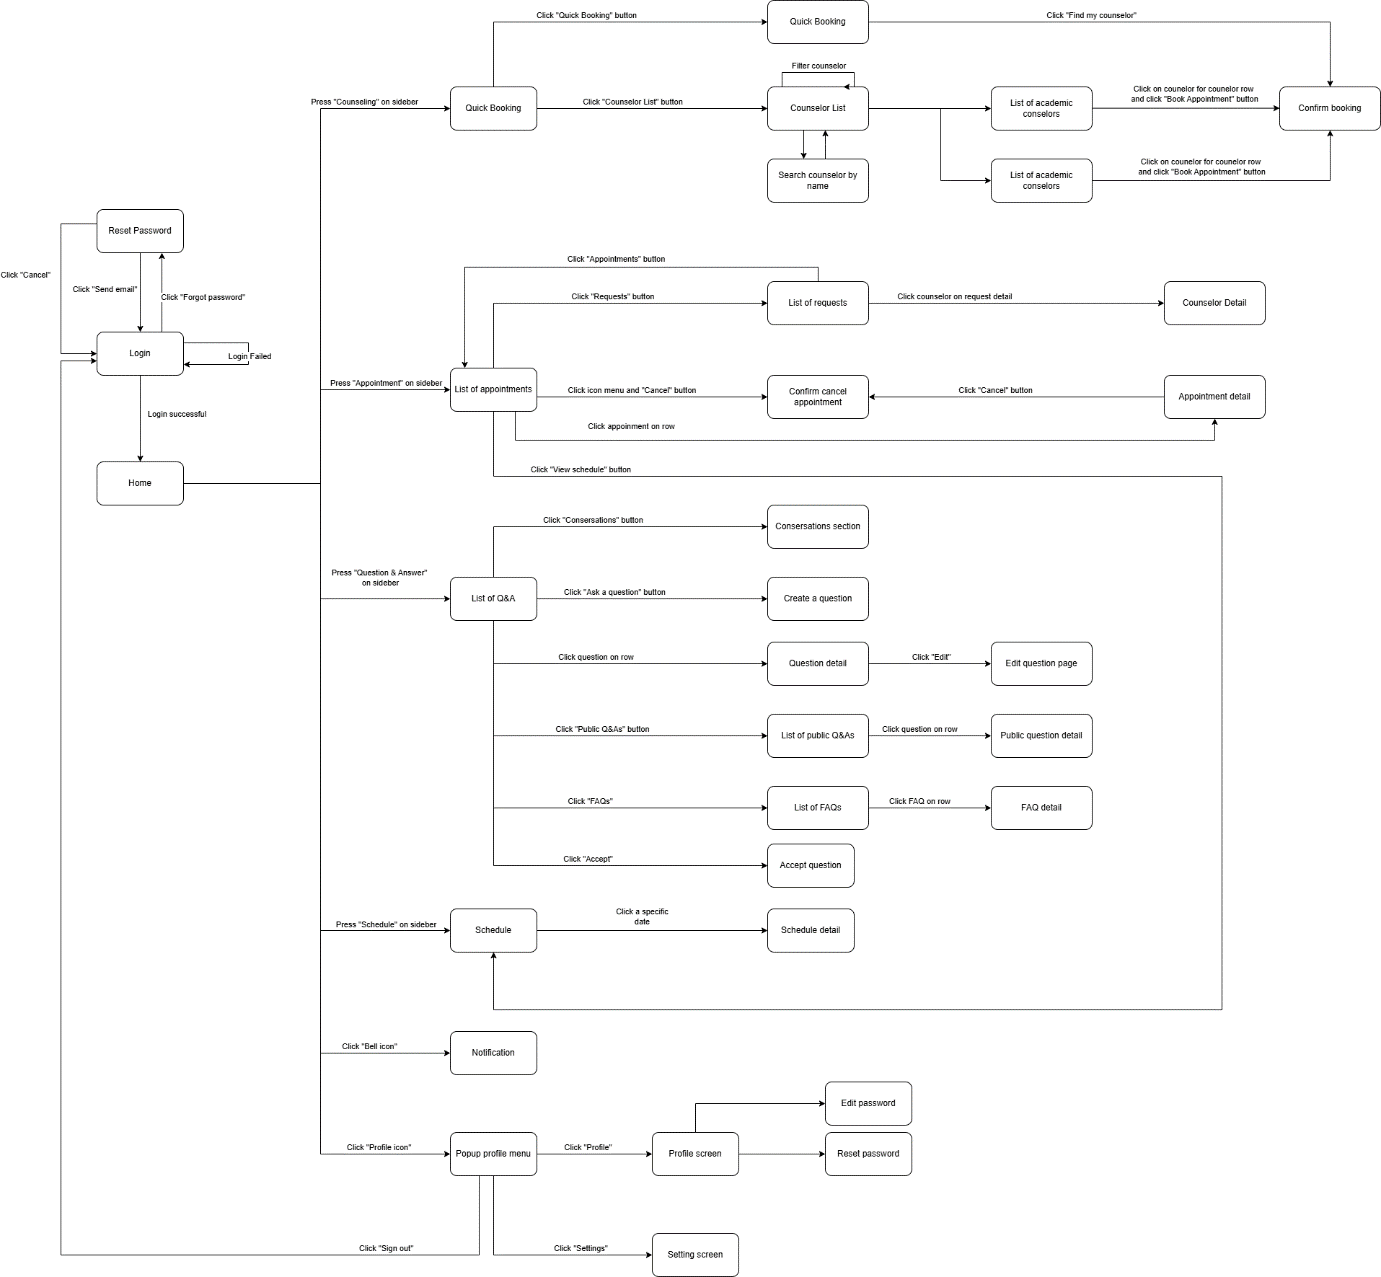 Click "Quick Booking" button
Quick Booking
Click "Find my counselor"
Filter counselor
Press "Counseling" on sideber
Quick Booking
Click "Counselor List" button
Counselor List
List of academic
conselors
Click on counelor for counelor row
and click "Book Appointment" button
Confirm booking
Search counselor by
name
List of academic
conselors
Click on counelor for counelor row
and click "Book Appointment" button
Reset Password
Click "Cancel"
Click "Send email"
Click "Forgot password"
Login
Login Failed
Login successful
Home
Click "Appointments" button
Click "Requests" button
List of requests
Click counselor on request detail
Counselor Detail
Press "Appointment" on sideber
List of appointments
Click icon menu and "Cancel" button
Confirm cancel
appointment
Click "Cancel" button
Appointment detail
Click appoinment on row
Click "View schedule" button
Click "Consersations" button
Consersations section
Press "Question & Answer"
on sideber
List of Q&A
Click "Ask a question" button
Create a question
Click question on row
Question detail
Click "Edit"
Edit question page
Click "Public Q&As" button
List of public Q&As
Click question on row
Public question detail
Click "FAQs"
List of FAQs
Click FAQ on row
FAQ detail
Click "Accept"
Accept question
Press "Schedule" on sideber
Schedule
Click a specific
date
Schedule detail
Click "Bell icon"
Notification
Click "Profile icon"
Popup profile menu
Click "Profile"
Profile screen
Edit password
Reset password
Click "Sign out"
Click "Settings"
Setting screen